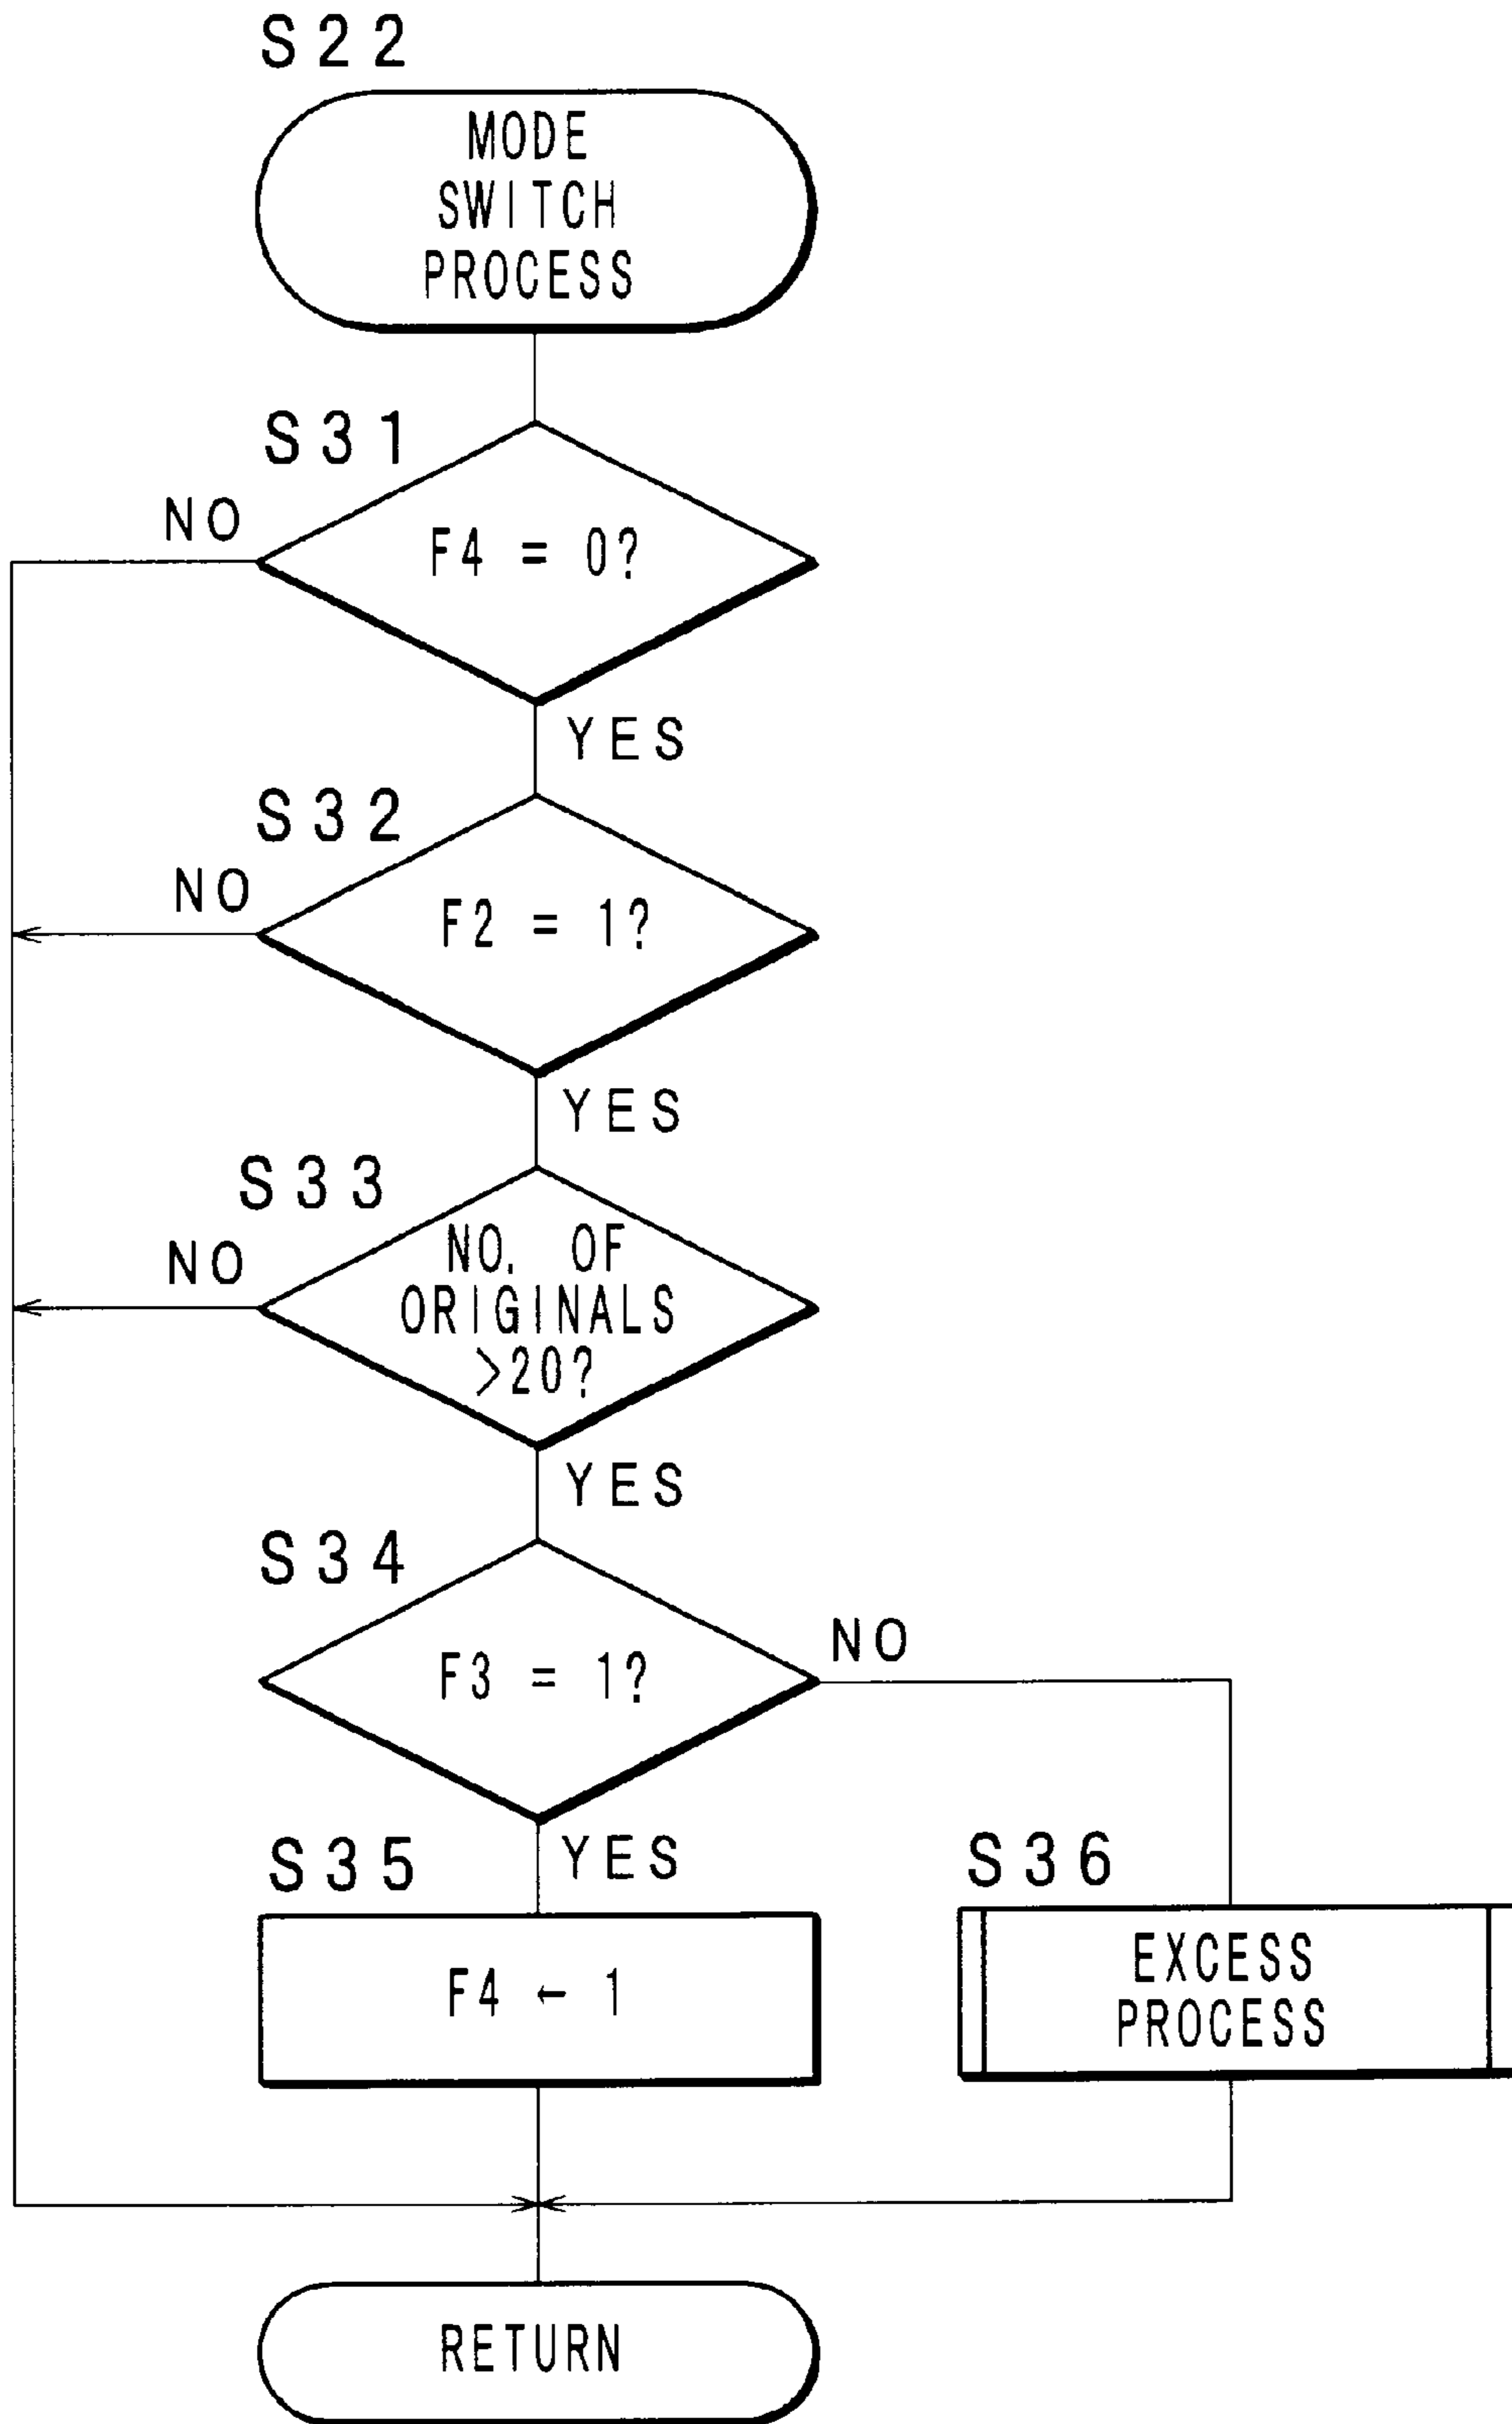 S22
MODE
SWITCH
PROCESS
S31
NO
F4 = 0?
YES
S32
NO
F2 = 1?
YES
S33
NO
NO. OF
ORIGINALS
>20?
YES
S34
NO
F3 = 1?
YES
S35
F4 ← 1
S36
EXCESS
PROCESS
RETURN